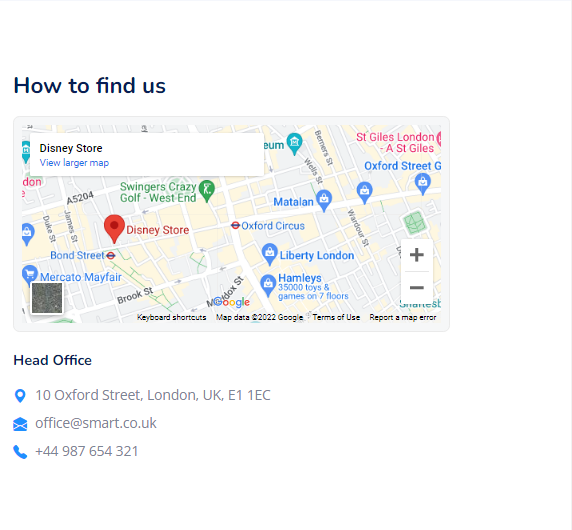 How to find us
Disney Store
View larger map
eum
Berners St
St Giles London
- A St Giles
Wells St
Oxford Street G
don
A5204
Swingers Crazy
Golf - West End
Matalan
Duke St
James St
Disney Store
Oxford Circus
Wardour St
Bond Street
Liberty London
Mercato Mayfair
Hamleys
35000 toys &
games on 7 floors
Brook St
Maddox St
Google
Keyboard shortcuts
Map data ©2022 Google
Terms of Use
Report a map error
Head Office
10 Oxford Street, London, UK, E1 1EC
office@smart.co.uk
+44 987 654 321